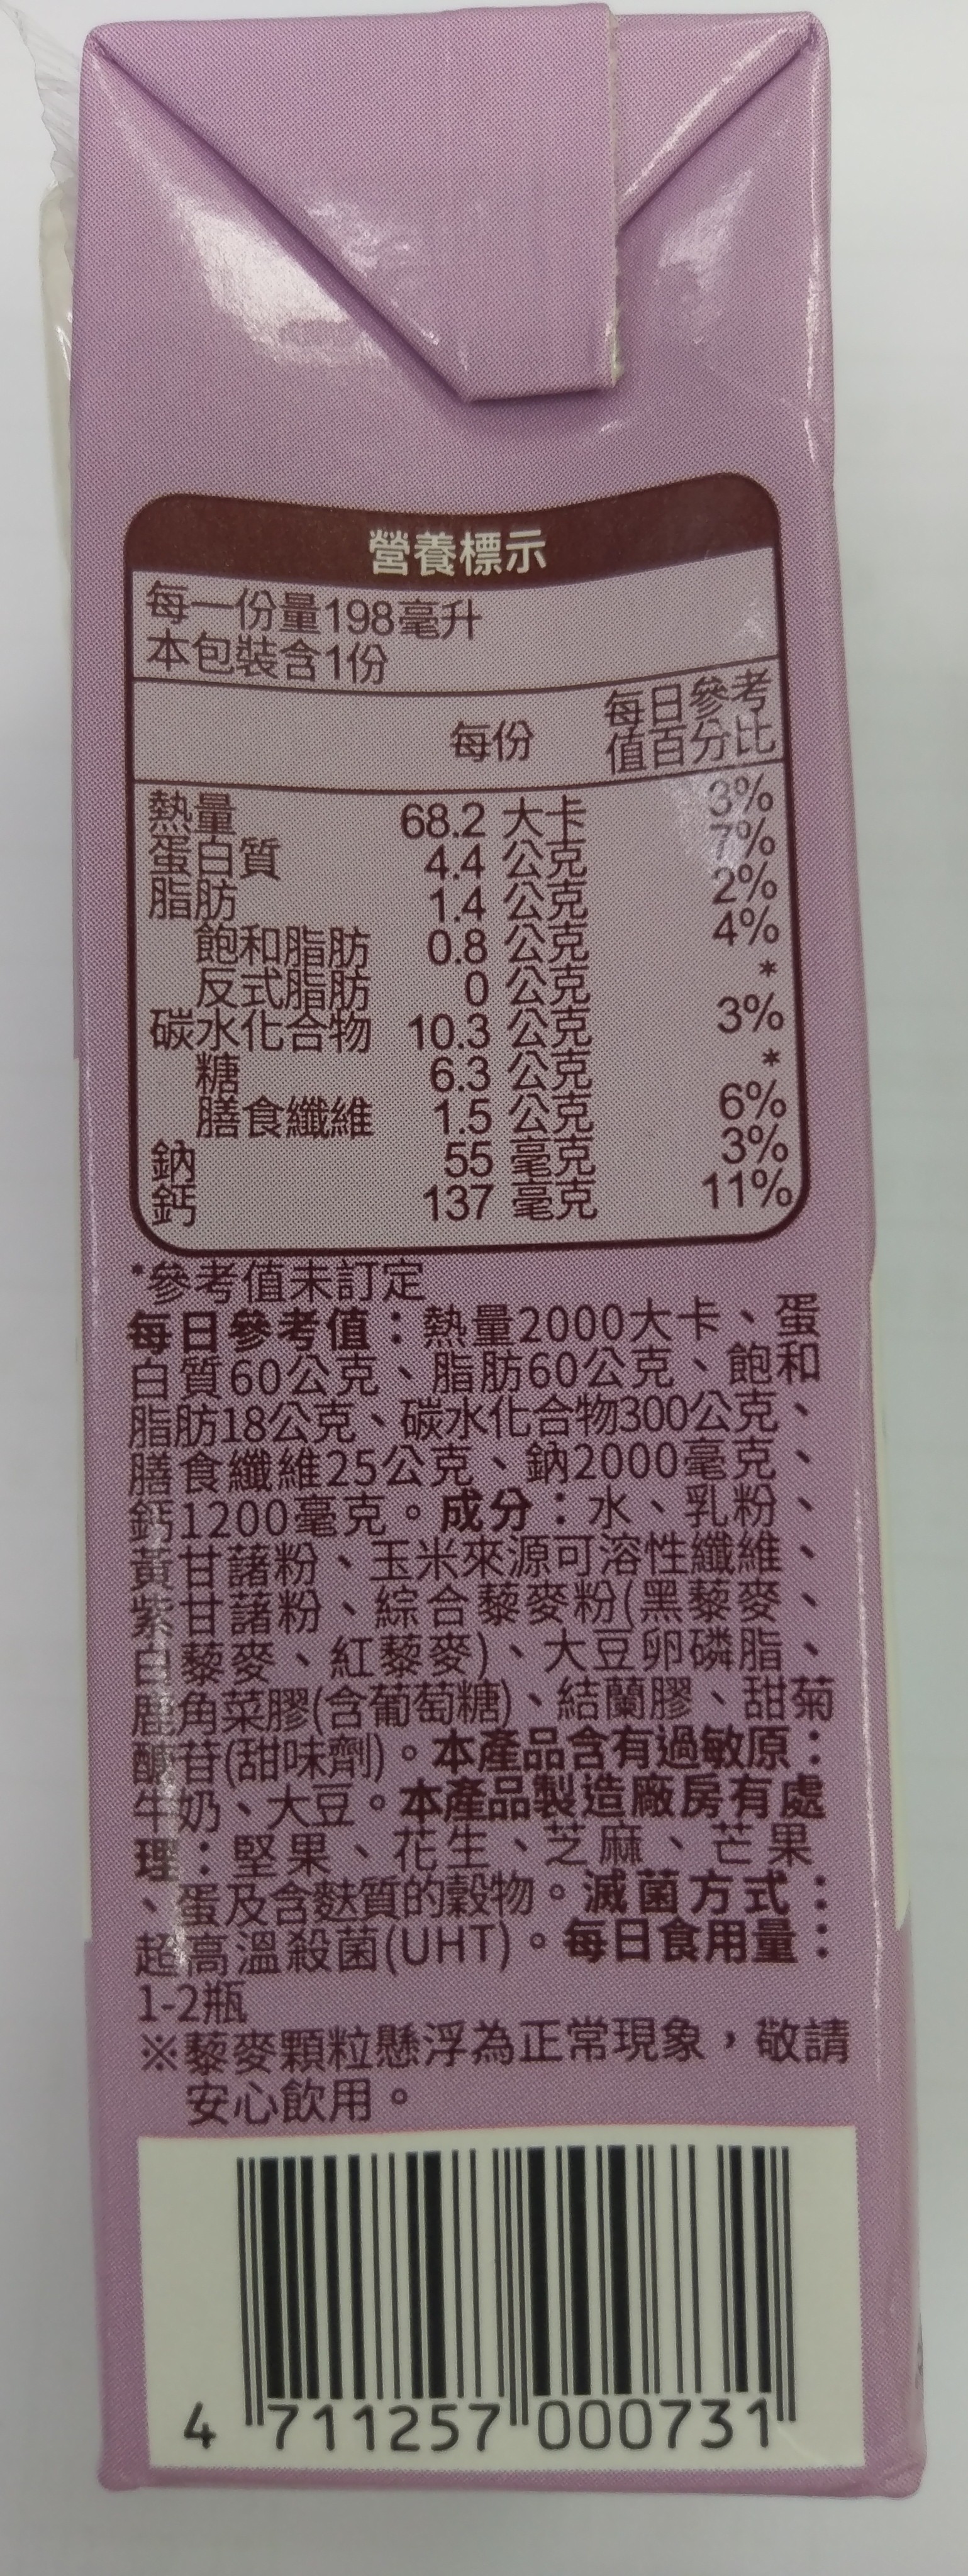 營養標示
每一份量198毫升
本包裝含1份
每份 每日參考值百分比
熱量 68.2 大卡 3%
蛋白質 4.4 公克 7%
脂肪 1.4 公克 2%
飽和脂肪 0.8 公克 4%
反式脂肪 0 公克 *
碳水化合物 10.3 公克 3%
糖 6.3 公克 *
膳食纖維 1.5 公克 6%
鈉 55 毫克 3%
鈣 137 毫克 11%
*參考值未訂定
每日參考值：熱量2000大卡、蛋
白質60公克、脂肪60公克、飽和
脂肪18公克、碳水化合物300公克、
膳食纖維25公克、鈉2000毫克、
鈣1200毫克。成分：水、乳粉、
黃甘藷粉、玉米來源可溶性纖維、
紫甘藷粉、綜合藜麥粉(黑藜麥、
白藜麥、紅藜麥)、大豆卵磷脂、
鹿角菜膠(含葡萄糖)、結蘭膠、甜菊
醣苷(甜味劑)。本產品含有過敏原：
牛奶、大豆。本產品製造廠房有處
理：堅果、花生、芝麻、芒果
、蛋及含麩質的穀物。滅菌方式：
超高溫殺菌(UHT)。每日食用量：
1-2瓶
※藜麥顆粒懸浮為正常現象，敬請
安心飲用。
4 711257 000731